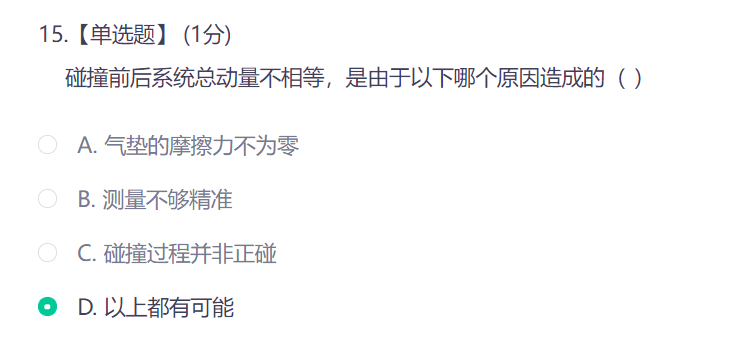 15.【单选题】 (1分)
碰撞前后系统总动量不相等，是由于以下哪个原因造成的（ ）
A. 气垫的摩擦力不为零
B. 测量不够精准
C. 碰撞过程并非正碰
D. 以上都有可能